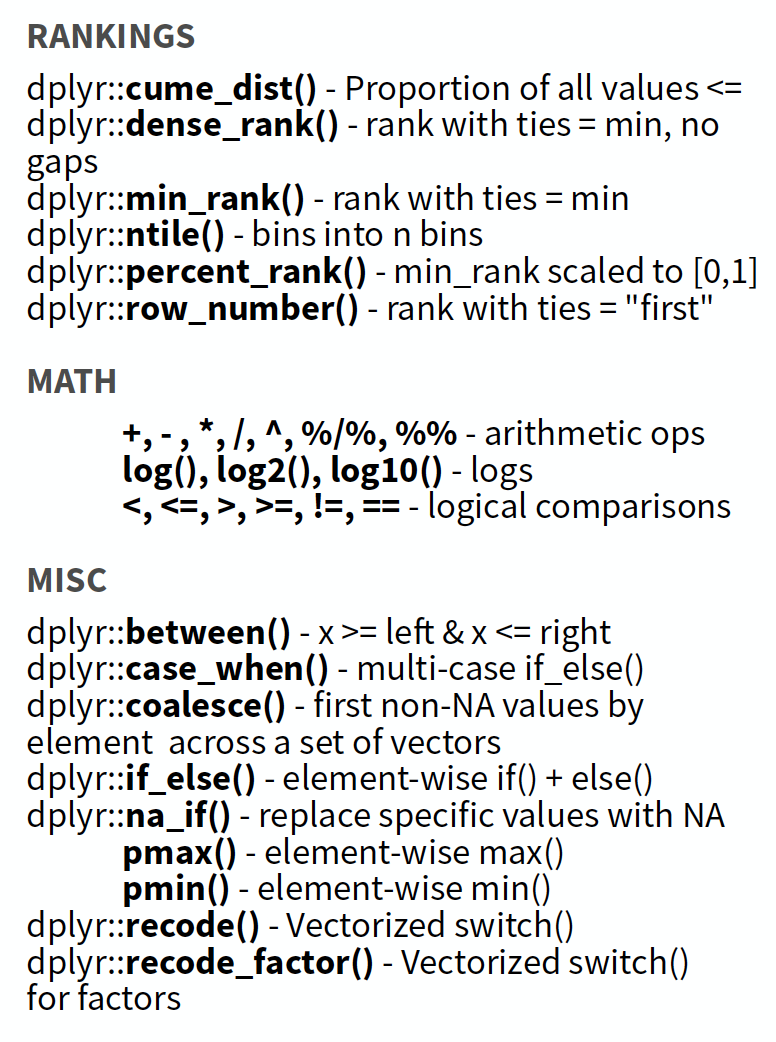 RANKINGS
dplyr::cume_dist() - Proportion of all values <=
dplyr::dense_rank() - rank with ties = min, no
gaps
dplyr::min_rank() - rank with ties = min
dplyr::ntile() - bins into n bins
dplyr::percent_rank() - min_rank scaled to [0,1]
dplyr::row_number() - rank with ties = "first"
MATH
+, - , *, /, ^, %/%, %% - arithmetic ops
log(), log2(), log10() - logs
<, <=, >, >=, !=, == - logical comparisons
MISC
dplyr::between() - x >= left & x <= right
dplyr::case_when() - multi-case if_else()
dplyr::coalesce() - first non-NA values by
element  across a set of vectors
dplyr::if_else() - element-wise if() + else()
dplyr::na_if() - replace specific values with NA
pmax() - element-wise max()
pmin() - element-wise min()
dplyr::recode() - Vectorized switch()
dplyr::recode_factor() - Vectorized switch()
for factors